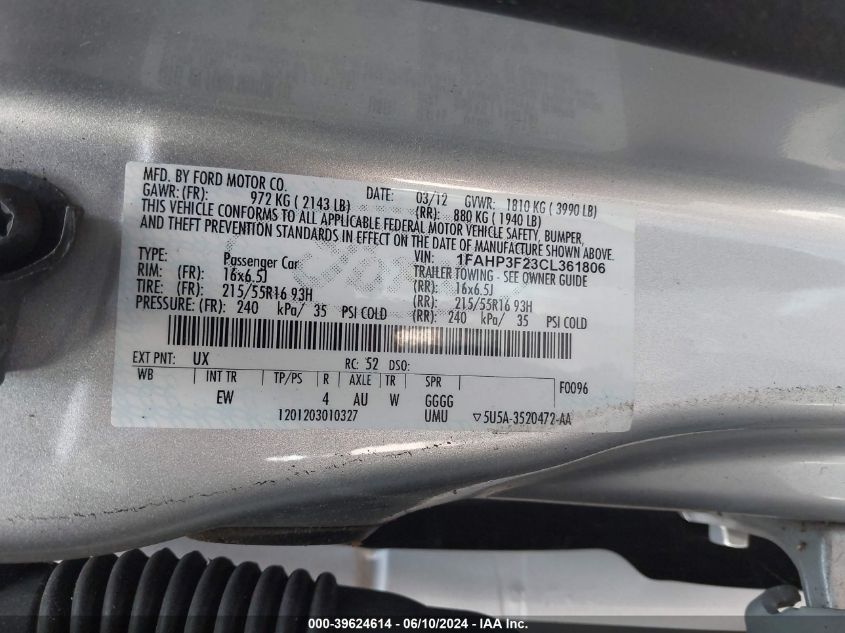 MFD. BY FORD MOTOR CO.
DATE: 03/12 GVWR: 1810 KG ( 3990 LB)
GAWR: (FR): 972 KG ( 2143 LB) (RR): 880 KG ( 1940 LB)
THIS VEHICLE CONFORMS TO ALL APPLICABLE FEDERAL MOTOR VEHICLE SAFETY, BUMPER,
AND THEFT PREVENTION STANDARDS IN EFFECT ON THE DATE OF MANUFACTURE SHOWN ABOVE.
VIN: 1FAHP3F23CL361806
TYPE: Passenger Car TRAILER TOWING - SEE OWNER GUIDE
RIM: (FR): 16x6.5J (RR): 16x6.5J
TIRE: (FR): 215/55R16 93H (RR): 215/55R16 93H
PRESSURE: (FR): 240 kPa/ 35 PSI COLD (RR): 240 kPa/ 35 PSI COLD
EXT PNT: UX RC: 52 DSO:
WB INT TR TP/PS R AXLE TR SPR F0096
EW 4 AU W GGGG
1201203010327 UMU ▽5U5A-3520472-AA
000-39624614 - 06/10/2024 - IAA Inc.